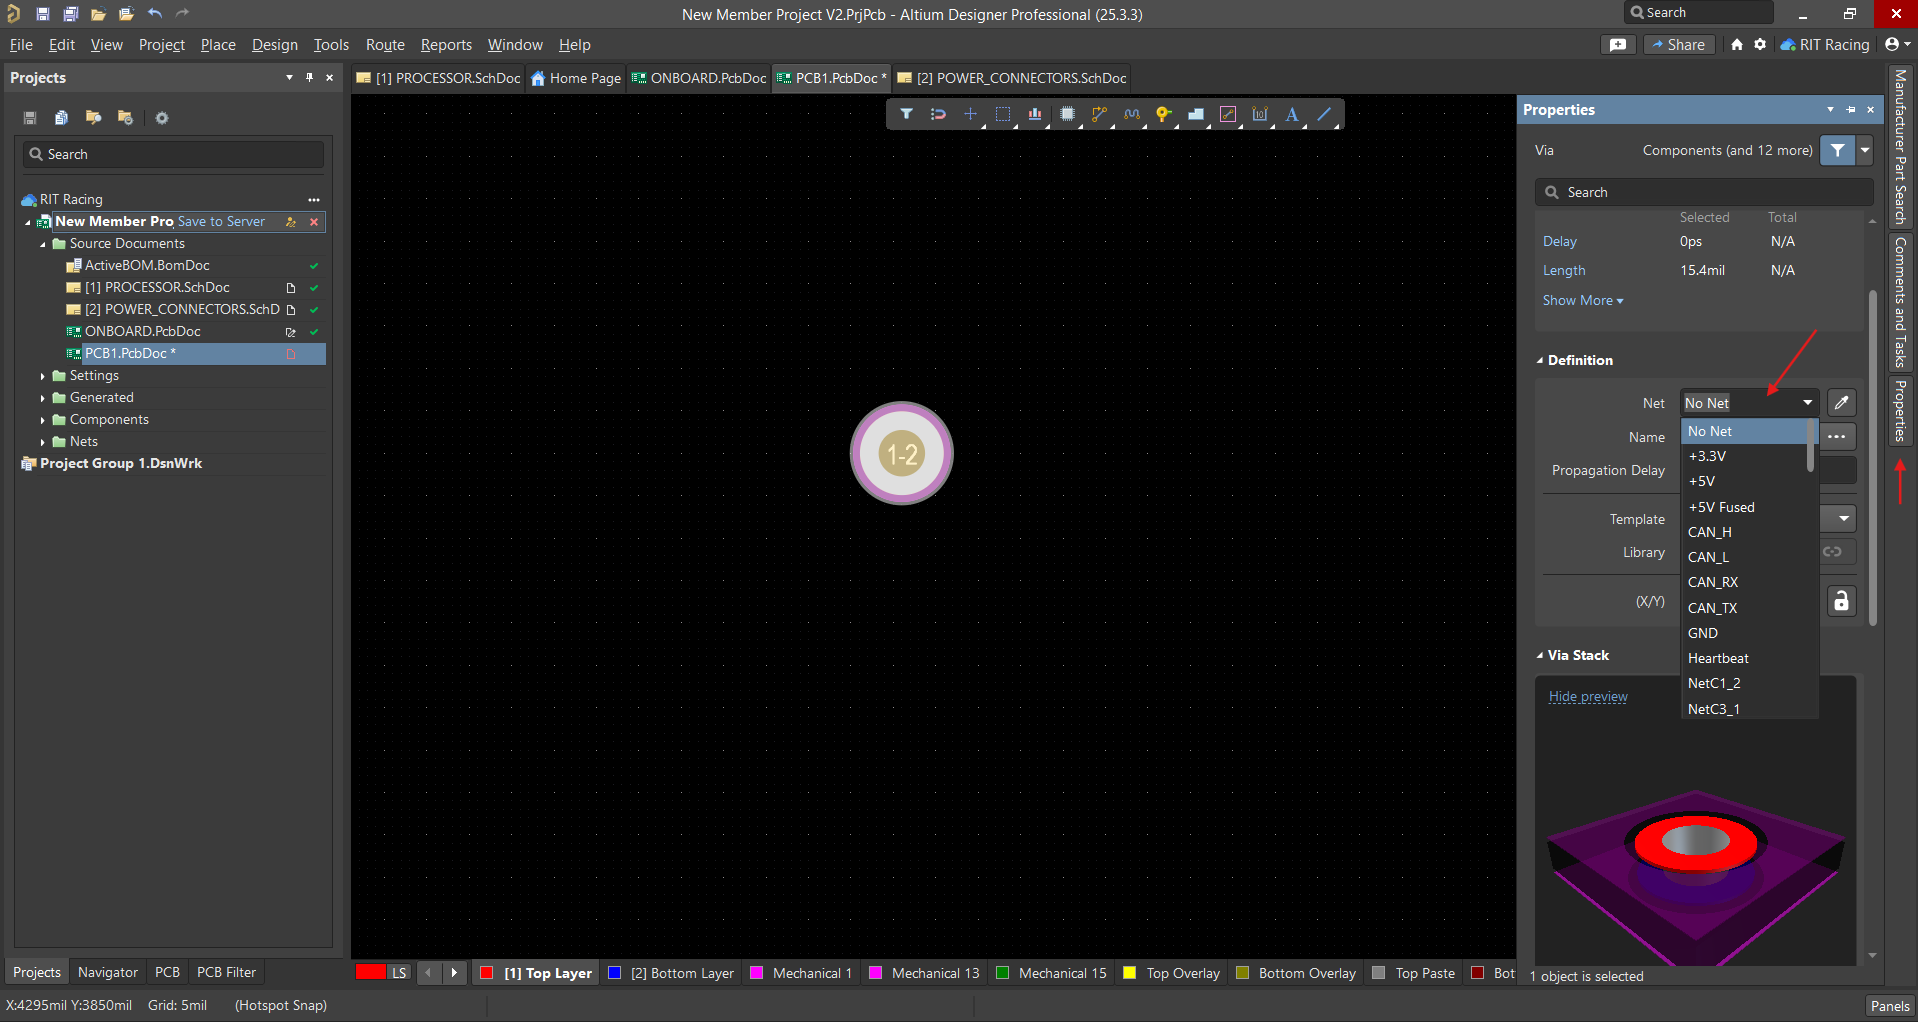 New Member Project V2.PrjPcb - Altium Designer Professional (25.3.3)
Search
File Edit View Project Place Design Tools Route Reports Window Help
Share
RIT Racing
Projects
[1] PROCESSOR.SchDoc
Home Page
ONBOARD.PcbDoc
PCB1.PcbDoc *
[2] POWER_CONNECTORS.SchDoc
Search
RIT Racing
New Member Pro Save to Server
Source Documents
ActiveBOM.BomDoc
[1] PROCESSOR.SchDoc
[2] POWER_CONNECTORS.SchD
ONBOARD.PcbDoc
PCB1.PcbDoc *
Settings
Generated
Components
Nets
Project Group 1.DsnWrk
10
A
1-2
Properties
Via
Components (and 12 more)
Search
Selected Total
Delay 0ps N/A
Length 15.4mil N/A
Show More
Definition
Net No Net
Name
Propagation Delay
Template
Library
(X/Y)
No Net
+3.3V
+5V
+5V Fused
CAN_H
CAN_L
CAN_RX
CAN_TX
GND
Heartbeat
NetC1_2
NetC3_1
Via Stack
Hide preview
1 object is selected
Manufacturer Part Search
Comments and Tasks
Properties
Projects Navigator PCB PCB Filter
LS
[1] Top Layer
[2] Bottom Layer
Mechanical 1
Mechanical 13
Mechanical 15
Top Overlay
Bottom Overlay
Top Paste
Bot
X:4295mil Y:3850mil Grid: 5mil (Hotspot Snap)
Panels